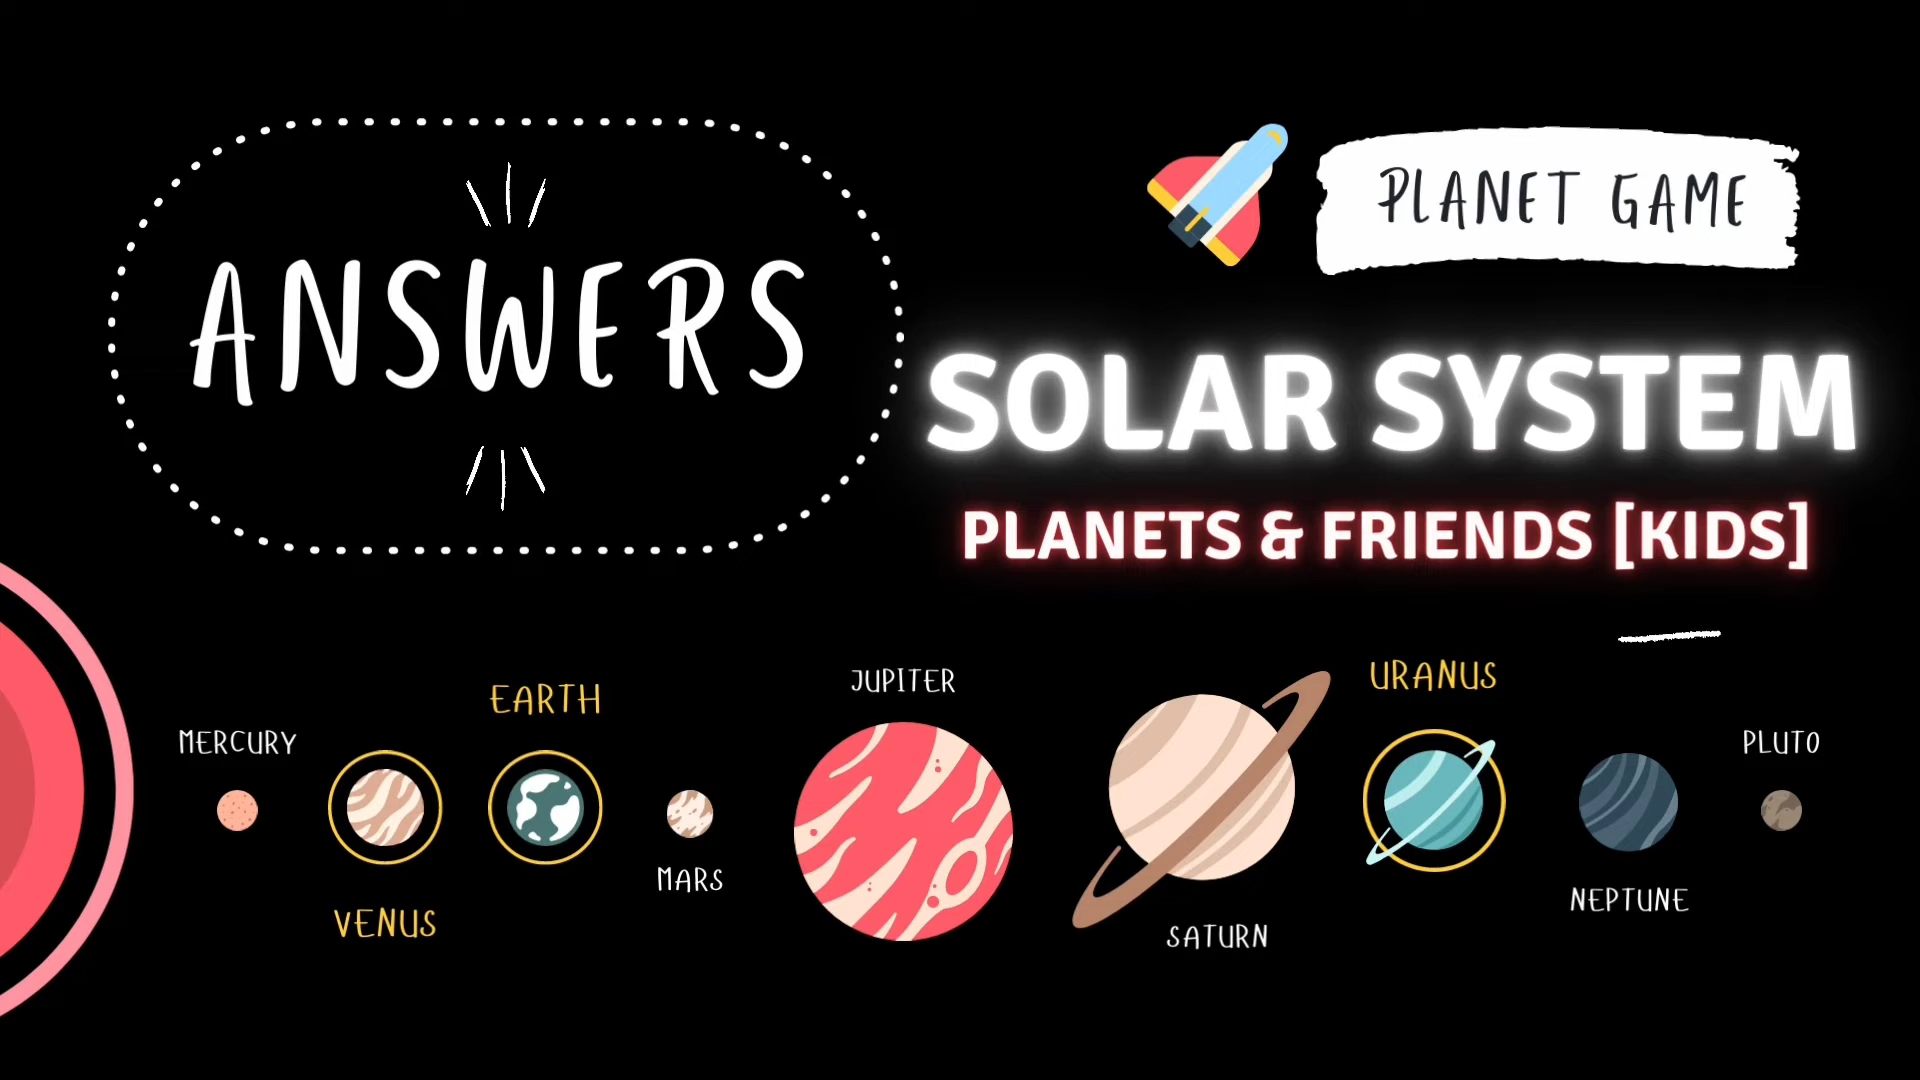 ANSWERS
PLANET GAME
SOLAR SYSTEM
PLANETS & FRIENDS [KIDS]
MERCURY
VENUS
EARTH
MARS
JUPITER
SATURN
URANUS
NEPTUNE
PLUTO